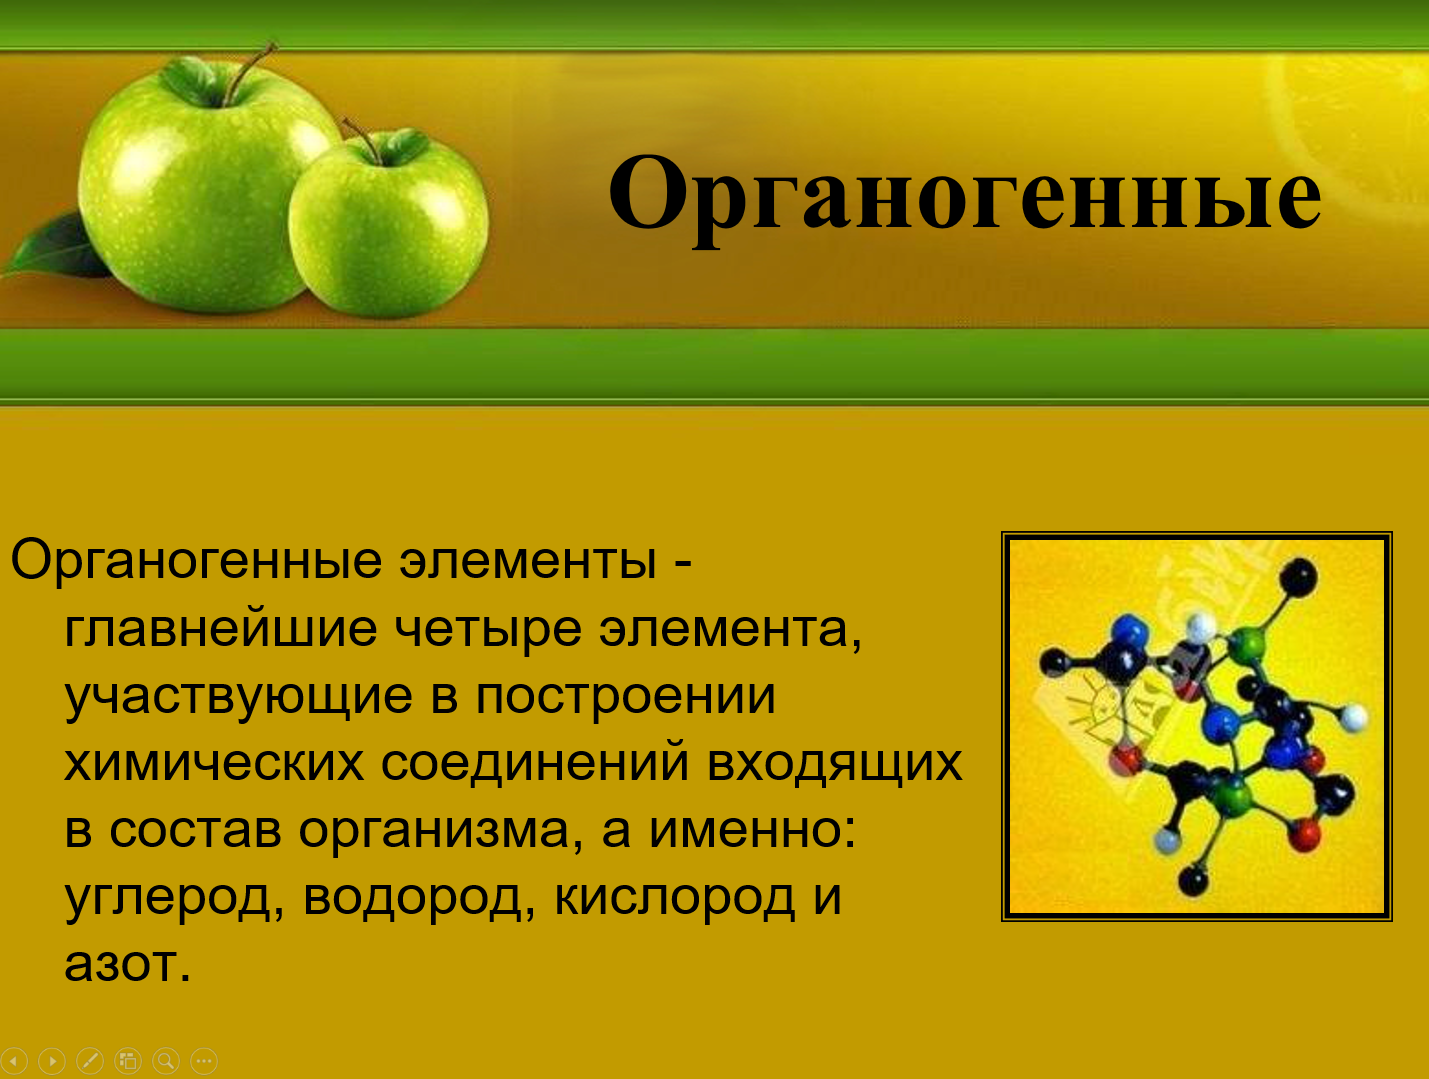 Органогенные
Органогенные элементы -
главнейшие четыре элемента,
участвующие в построении
химических соединений входящих
в состав организма, а именно:
углерод, водород, кислород и
азот.